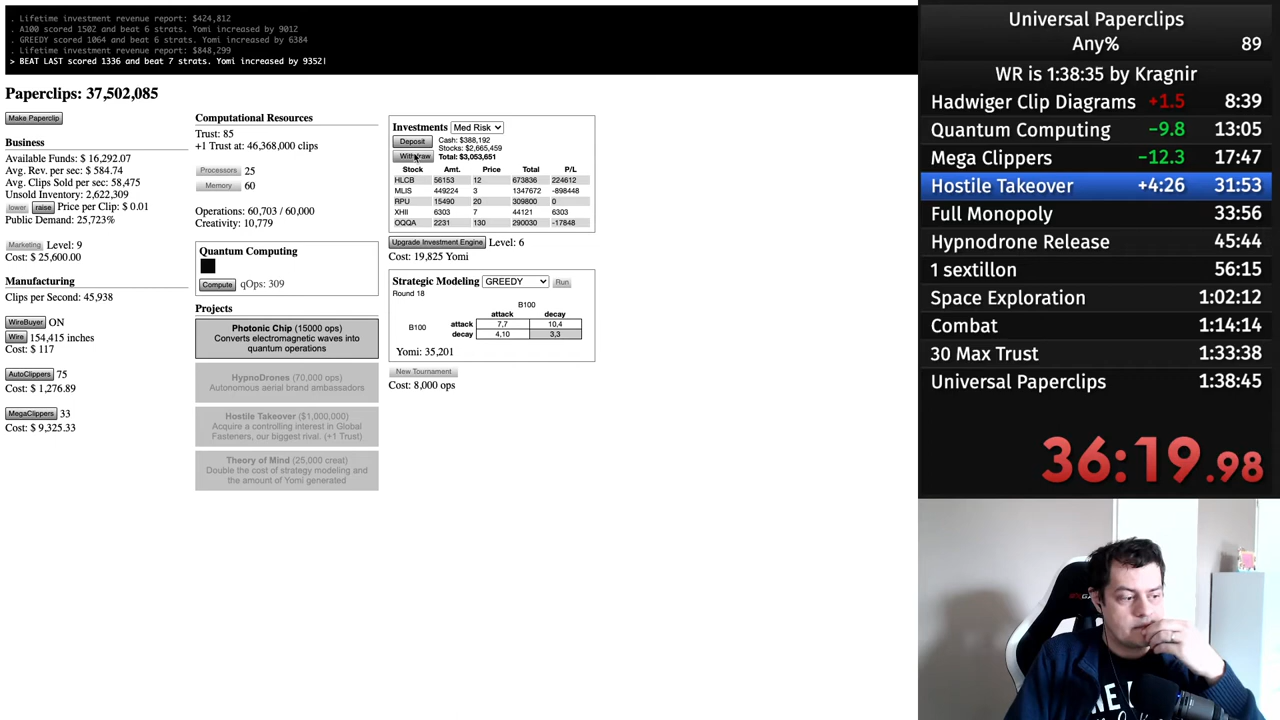 . Lifetime investment revenue report: $424,812
. A100 scored 1502 and beat 6 strats. Yomi increased by 9012
. GREEDY scored 1064 and beat 6 strats. Yomi increased by 6384
. Lifetime investment revenue report: $848,299
> BEAT LAST scored 1336 and beat 7 strats. Yomi increased by 9352
Paperclips: 37,502,085
Make Paperclip
Business
Available Funds: $ 16,292.07
Avg. Rev. per sec: $ 584.74
Avg. Clips Sold per sec: 58,475
Unsold Inventory: 2,622,309
lower raise Price per Clip: $ 0.01
Public Demand: 25,723%
Marketing Level: 9
Cost: $ 25,600.00
Manufacturing
Clips per Second: 45,938
WireBuyer ON
Wire 154,415 inches
Cost: $ 117
AutoClippers 75
Cost: $ 1,276.89
MegaClippers 33
Cost: $ 9,325.33
Computational Resources
Trust: 85
+1 Trust at: 46,368,000 clips
Processors 25
Memory 60
Operations: 60,703 / 60,000
Creativity: 10,779
Quantum Computing
Compute qOps: 309
Projects
Photonic Chip (15000 ops)
Converts electromagnetic waves into
quantum operations
HypnoDrones (70,000 ops)
Autonomous aerial brand ambassadors
Hostile Takeover ($1,000,000)
Acquire a controlling interest in Global
Fasteners, our biggest rival. (+1 Trust)
Theory of Mind (25,000 creat)
Double the cost of strategy modeling and
the amount of Yomi generated
Investments Med Risk
Deposit Cash: $388,192
Stocks: $2,665,459
Withdraw Total: $3,053,651
Stock Amt. Price Total P/L
HLCB 56153 12 673836 224612
MLIS 449224 3 1347672 -898448
RPU 15490 20 309800 0
XHII 6303 7 44121 6303
OQQA 2231 130 290030 -17848
Upgrade Investment Engine Level: 6
Cost: 19,825 Yomi
Strategic Modeling GREEDY Run
Round 18
B100
attack decay
B100 attack 7,7 10,4
decay 4,10 3,3
Yomi: 35,201
New Tournament
Cost: 8,000 ops
Universal Paperclips
Any% 89
WR is 1:38:35 by Kragnir
Hadwiger Clip Diagrams +1.5 8:39
Quantum Computing −9.8 13:05
Mega Clippers −12.3 17:47
Hostile Takeover +4:26 31:53
Full Monopoly 33:56
Hypnodrone Release 45:44
1 sextillon 56:15
Space Exploration 1:02:12
Combat 1:14:14
30 Max Trust 1:33:38
Universal Paperclips 1:38:45
36:19.98